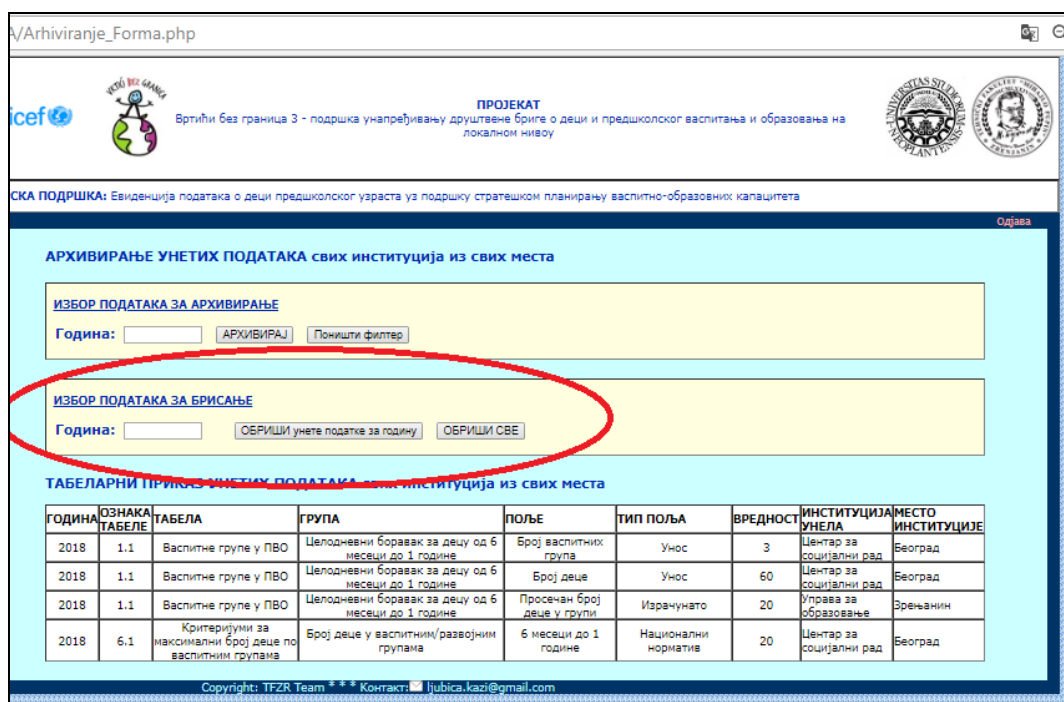 \/Arhiviranje_Forma.php
icef
VRTIĆ BEZ GRANICA
ПРОЈЕКАТ
Вртићи без граница 3 - подршка унапређивању друштвене бриге о деци и предшколског васпитања и образовања на
локалном нивоу
СКА ПОДРШКА: Евиденција података о деци предшколског узраста уз подршку стратешком планирању васпитно-образовних капацитета
Одјава
АРХИВИРАЊЕ УНЕТИХ ПОДАТАКА свих институција из свих места
ИЗБОР ПОДАТАКА ЗА АРХИВИРАЊЕ
Година: АРХИВИРАЈ Поништи филтер
ИЗБОР ПОДАТАКА ЗА БРИСАЊЕ
Година: ОБРИШИ унете податке за годину ОБРИШИ СВЕ
ТАБЕЛАРНИ ПРИКАЗ УНЕТИХ ПОДАТАКА свих институција из свих места
ГОДИНА ОЗНАКА ТАБЕЛЕ ТАБЕЛА ГРУПА ПОЉЕ ТИП ПОЉА ВРЕДНОСТ ИНСТИТУЦИЈА УНЕЛА МЕСТО ИНСТИТУЦИЈЕ
2018 1.1 Васпитне групе у ПВО Целодневни боравак за децу од 6 месеци до 1 године Број васпитних група Унос 3 Центар за социјални рад Београд
2018 1.1 Васпитне групе у ПВО Целодневни боравак за децу од 6 месеци до 1 године Број деце Унос 60 Центар за социјални рад Београд
2018 1.1 Васпитне групе у ПВО Целодневни боравак за децу од 6 месеци до 1 године Просечан број деце у групи Израчунато 20 Управа за образовање Зрењанин
2018 6.1 Критеријуми за максимални број деце по васпитним групама Број деце у васпитним/развојним групама 6 месеци до 1 године Национални норматив 20 Центар за социјални рад Београд
Copyright: TFZR Team * * * Контакт: ljubica.kazi@gmail.com